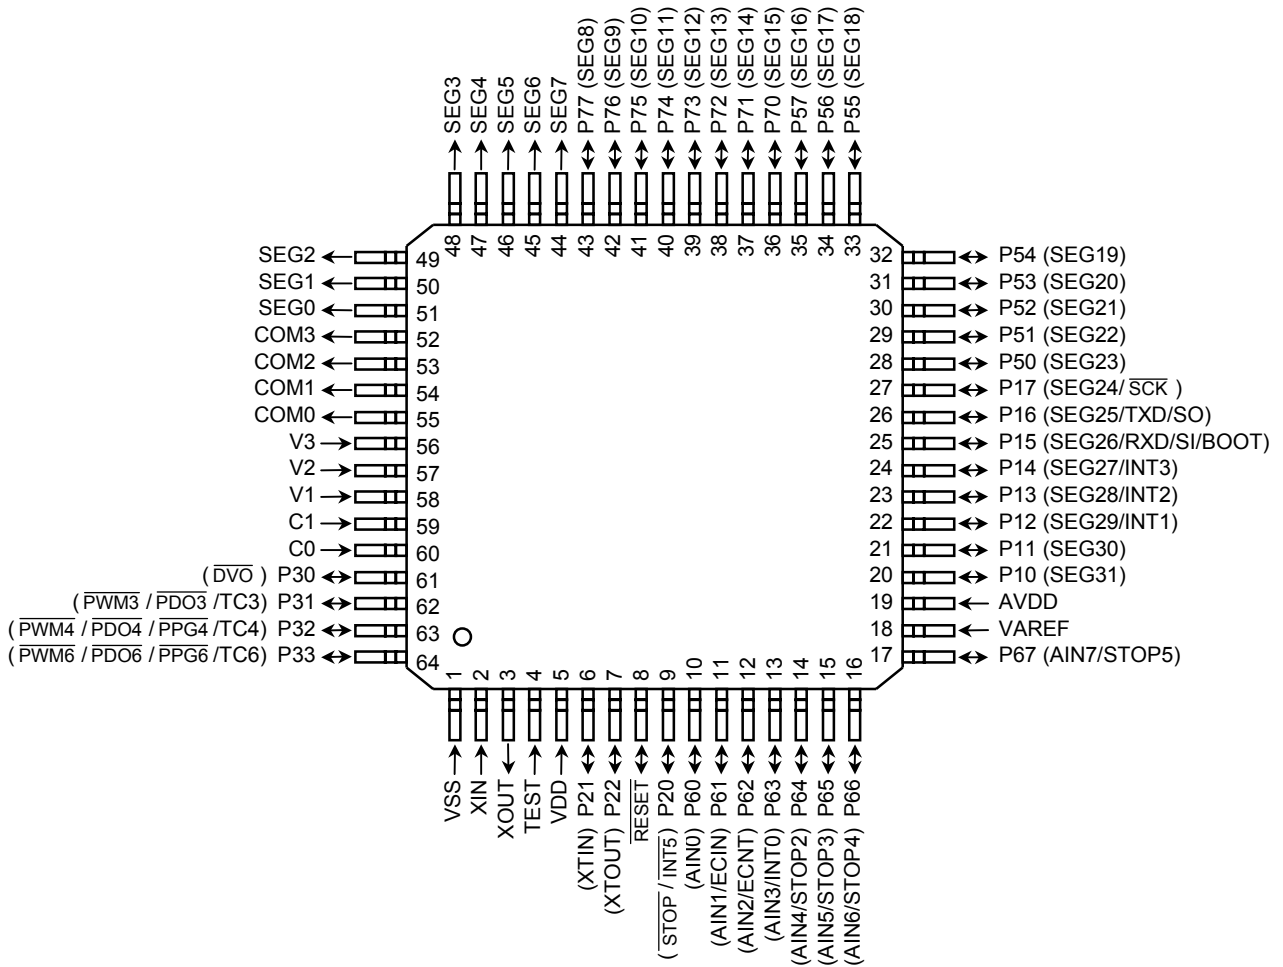 SEG3
SEG4
SEG5
SEG6
SEG7
P77 (SEG8)
P76 (SEG9)
P75 (SEG10)
P74 (SEG11)
P73 (SEG12)
P72 (SEG13)
P71 (SEG14)
P70 (SEG15)
P57 (SEG16)
P56 (SEG17)
P55 (SEG18)
48
47
46
45
44
43
42
41
40
39
38
37
36
35
34
33
SEG2 49
SEG1 50
SEG0 51
COM3 52
COM2 53
COM1 54
COM0 55
V3 56
V2 57
V1 58
C1 59
C0 60
(DVO) P30 61
(PWM3 / PDO3 /TC3) P31 62
(PWM4 / PDO4 / PPG4 /TC4) P32 63
(PWM6 / PDO6 / PPG6 /TC6) P33 64
32 P54 (SEG19)
31 P53 (SEG20)
30 P52 (SEG21)
29 P51 (SEG22)
28 P50 (SEG23)
27 P17 (SEG24/ SCK )
26 P16 (SEG25/TXD/SO)
25 P15 (SEG26/RXD/SI/BOOT)
24 P14 (SEG27/INT3)
23 P13 (SEG28/INT2)
22 P12 (SEG29/INT1)
21 P11 (SEG30)
20 P10 (SEG31)
19 AVDD
18 VAREF
17 P67 (AIN7/STOP5)
1
2
3
4
5
6
7
8
9
10
11
12
13
14
15
16
VSS
XIN
XOUT
TEST
VDD
(XTIN) P21
(XTOUT) P22
RESET
( STOP / INT5 ) P20
(AIN0) P60
(AIN1/ECIN) P61
(AIN2/ECNT) P62
(AIN3/INT0) P63
(AIN4/STOP2) P64
(AIN5/STOP3) P65
(AIN6/STOP4) P66